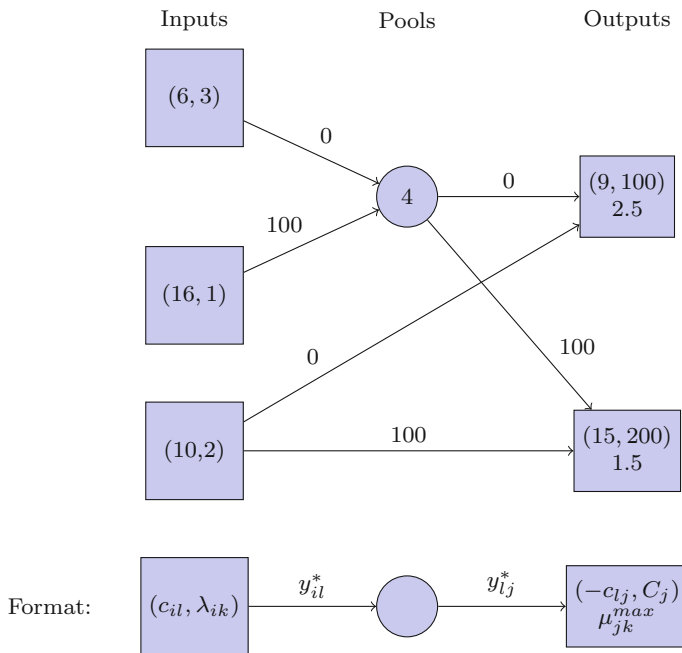 Inputs Pools Outputs
(6, 3)
0
(9, 100)
2.5
4
0
100
(16, 1)
0
100
(10,2)
100
(15, 200)
1.5
Format:
(c_{il}, λ_{ik})
y^*_{il}
y^*_{lj}
(−c_{lj}, C_j)
μ^{max}_{jk}